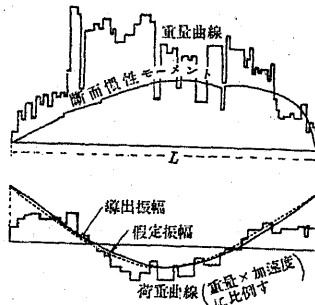 重量曲線
断面慣性モーメント
L
導出振幅
假定振幅
荷重曲線(重量×加速度
に比例す)